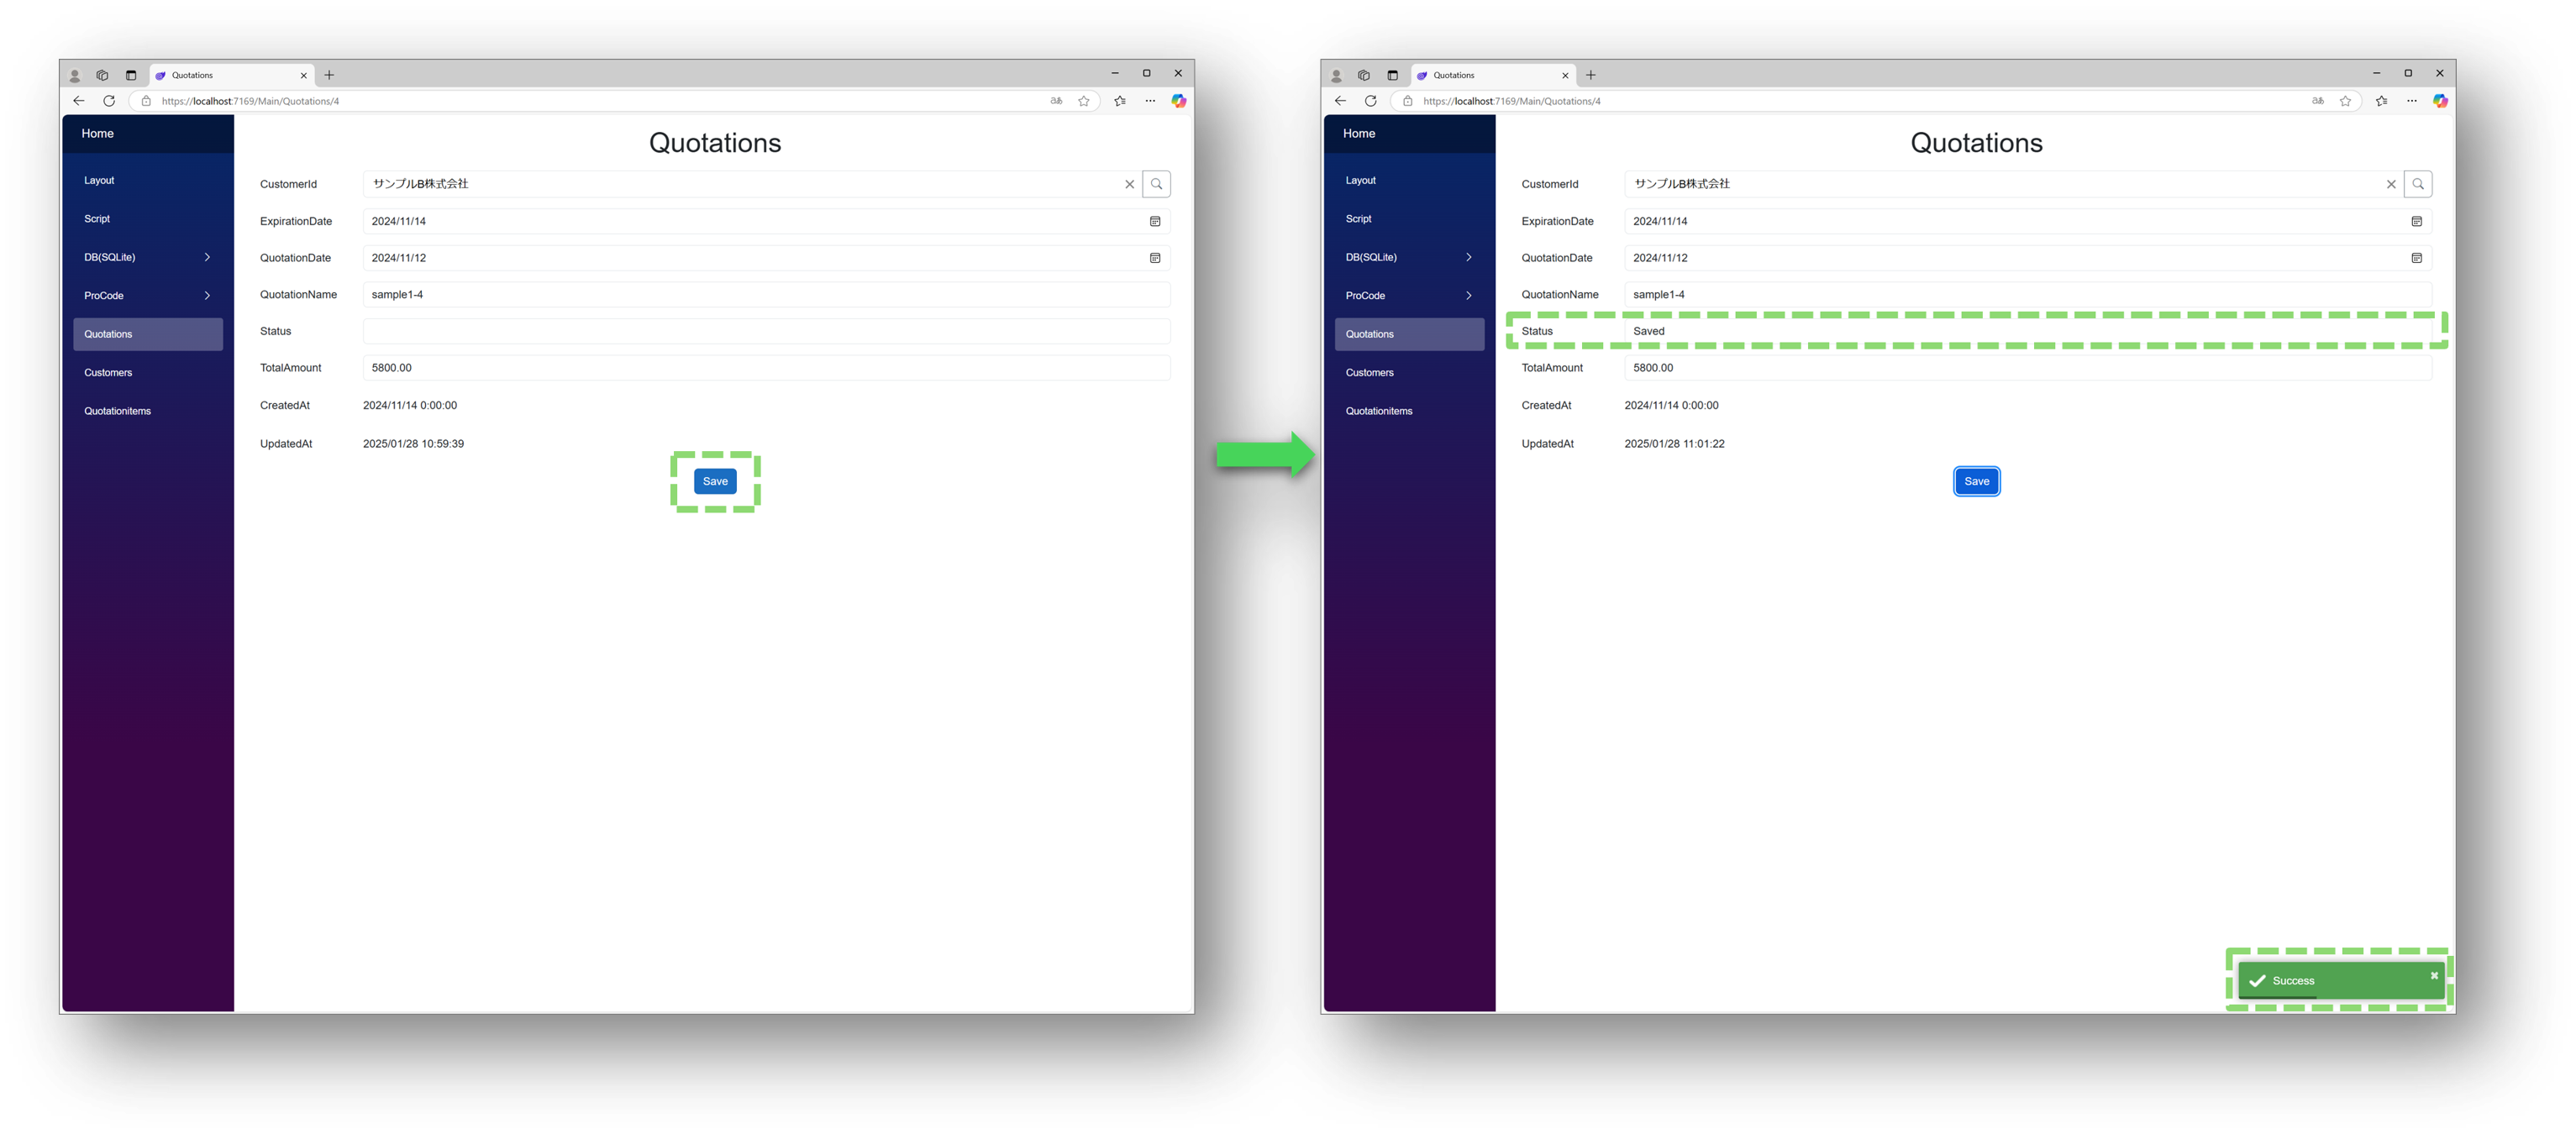 Quotations
https://localhost:7169/Main/Quotations/4
Home
Layout
Script
DB(SQLite)
ProCode
Quotations
Customers
Quotationitems
Quotations
CustomerId サンプルB株式会社
ExpirationDate 2024/11/14
QuotationDate 2024/11/12
QuotationName sample1-4
Status
TotalAmount 5800.00
CreatedAt 2024/11/14 0:00:00
UpdatedAt 2025/01/28 10:59:39
Save
Quotations
https://localhost:7169/Main/Quotations/4
Home
Layout
Script
DB(SQLite)
ProCode
Quotations
Customers
Quotationitems
Quotations
CustomerId サンプルB株式会社
ExpirationDate 2024/11/14
QuotationDate 2024/11/12
QuotationName sample1-4
Status Saved
TotalAmount 5800.00
CreatedAt 2024/11/14 0:00:00
UpdatedAt 2025/01/28 11:01:22
Save
Success